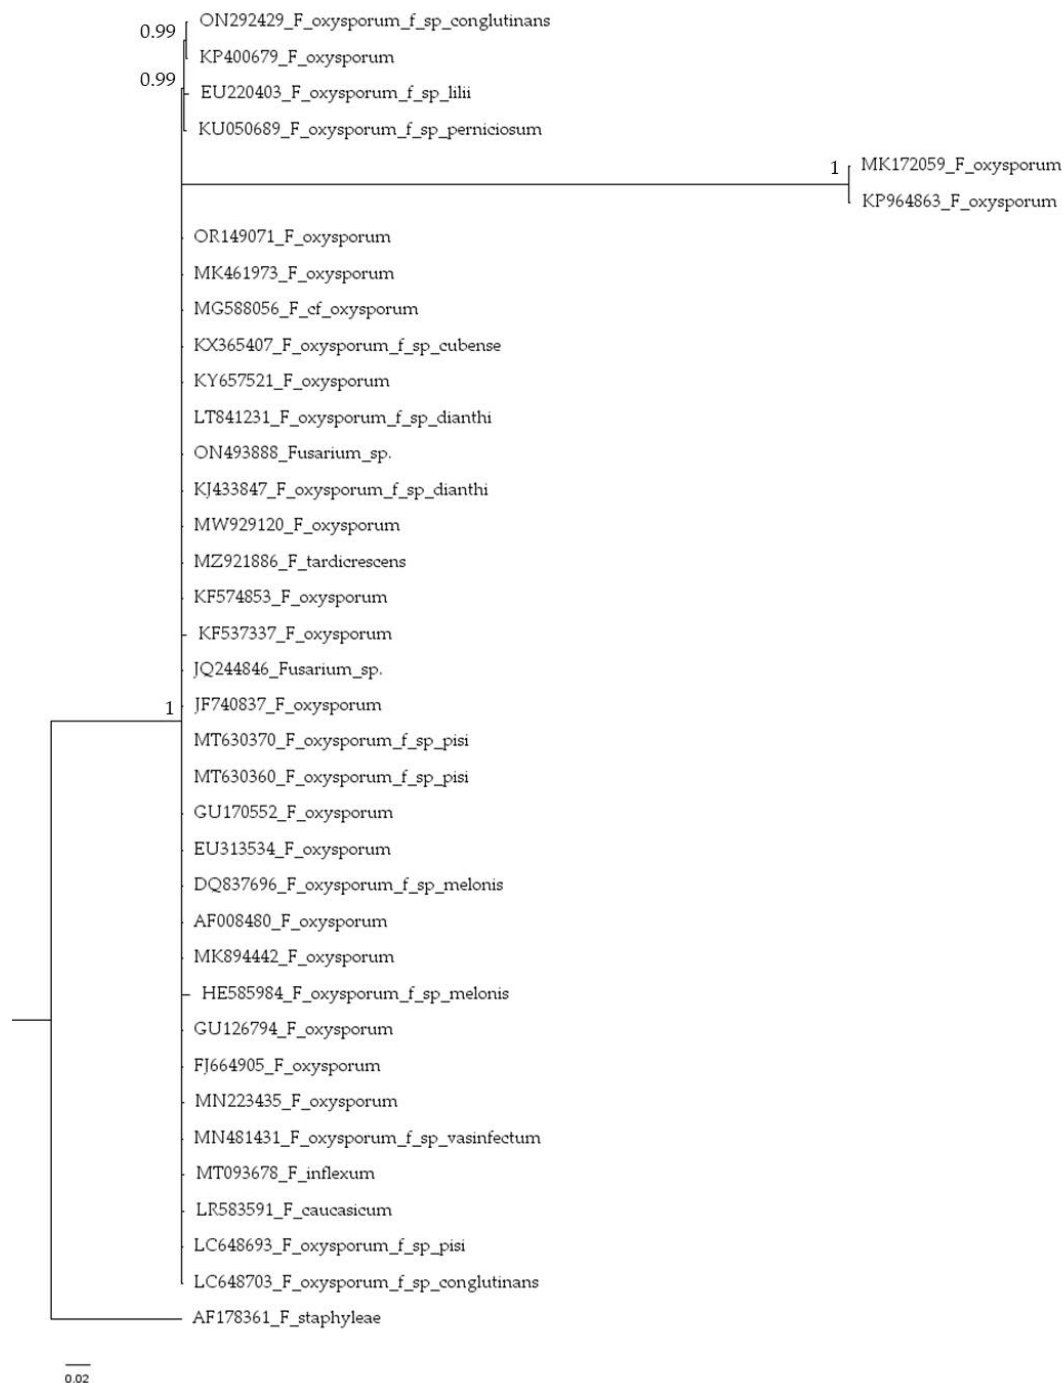 0.99
ON292429_F_oxysporum_f_sp_conglutinans
KP400679_F_oxysporum
0.99
EU220403_F_oxysporum_f_sp_lilii
KU050689_F_oxysporum_f_sp_perniciosum
1
MK172059_F_oxysporum
KP964863_F_oxysporum
OR149071_F_oxysporum
MK461973_F_oxysporum
MG588056_F_cf_oxysporum
KX365407_F_oxysporum_f_sp_cubense
KY657521_F_oxysporum
LT841231_F_oxysporum_f_sp_dianthi
ON493888_Fusarium_sp.
KJ433847_F_oxysporum_f_sp_dianthi
MW929120_F_oxysporum
MZ921886_F_tardicrescens
KF574853_F_oxysporum
KF537337_F_oxysporum
JQ244846_Fusarium_sp.
1
JF740837_F_oxysporum
MT630370_F_oxysporum_f_sp_pisi
MT630360_F_oxysporum_f_sp_pisi
GU170552_F_oxysporum
EU313534_F_oxysporum
DQ837696_F_oxysporum_f_sp_melonis
AF008480_F_oxysporum
MK894442_F_oxysporum
HE585984_F_oxysporum_f_sp_melonis
GU126794_F_oxysporum
FJ664905_F_oxysporum
MN223435_F_oxysporum
MN481431_F_oxysporum_f_sp_vasinfectum
MT093678_F_inflexum
LR583591_F_caucasicum
LC648693_F_oxysporum_f_sp_pisi
LC648703_F_oxysporum_f_sp_conglutinans
AF178361_F_staphyleae
0.02